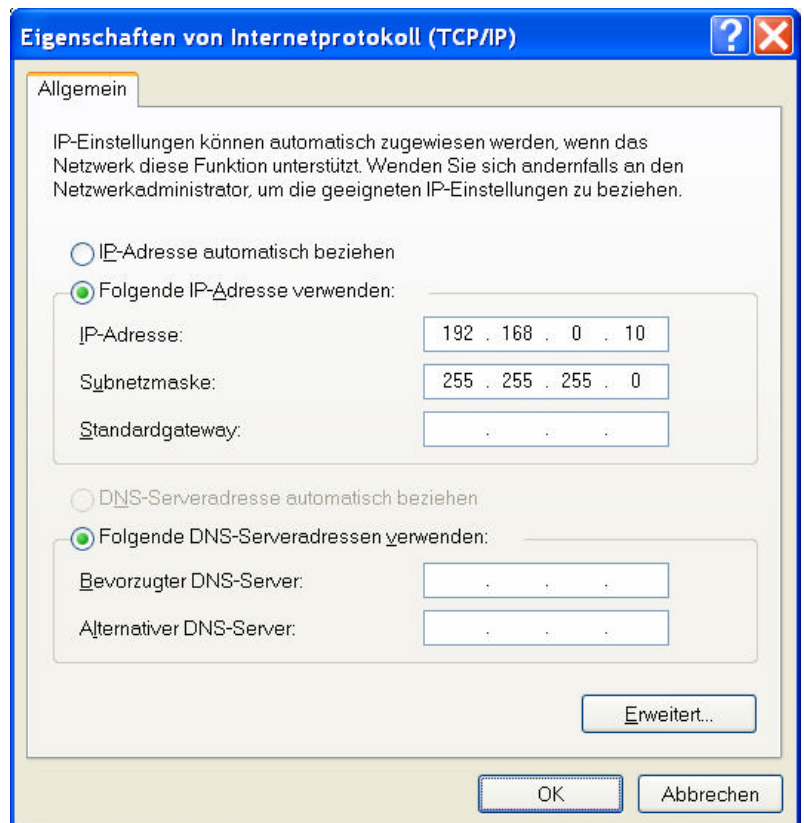 Eigenschaften von Internetprotokoll (TCP/IP)
Allgemein
IP-Einstellungen können automatisch zugewiesen werden, wenn das
Netzwerk diese Funktion unterstützt. Wenden Sie sich andernfalls an den
Netzwerkadministrator, um die geeigneten IP-Einstellungen zu beziehen.
IP-Adresse automatisch beziehen
Folgende IP-Adresse verwenden:
IP-Adresse: 192 . 168 . 0 . 10
Subnetzmaske: 255 . 255 . 255 . 0
Standardgateway: . . .
DNS-Serveradresse automatisch beziehen
Folgende DNS-Serveradressen verwenden:
Bevorzugter DNS-Server: . . .
Alternativer DNS-Server: . . .
Erweitert...
OK Abbrechen